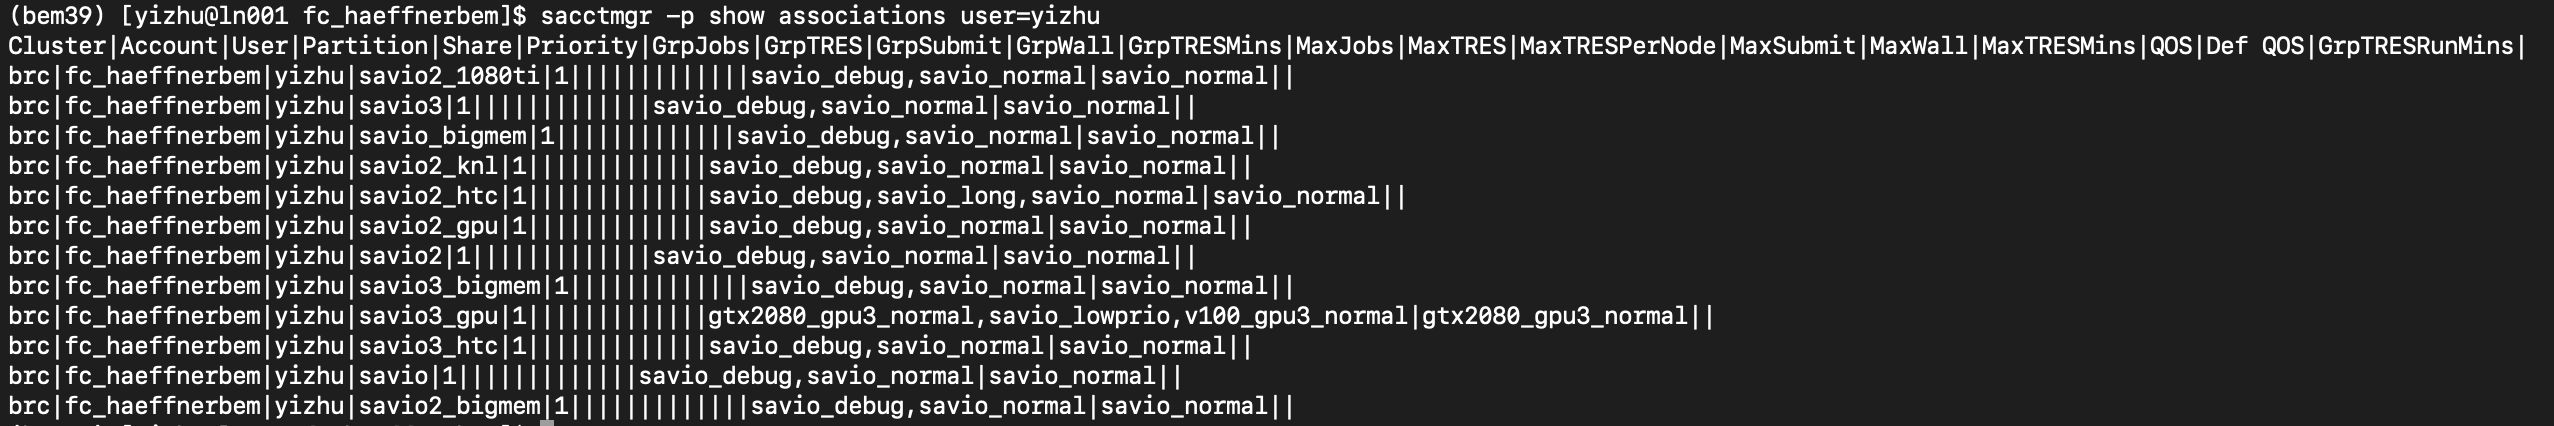 (bem39) [yizhu@ln001 fc_haeffnerbem]$ sacctmgr -p show associations user=yizhu
Cluster|Account|User|Partition|Share|Priority|GrpJobs|GrpTRES|GrpSubmit|GrpWall|GrpTRESMins|MaxJobs|MaxTRES|MaxTRESPerNode|MaxSubmit|MaxWall|MaxTRESMins|QOS|Def QOS|GrpTRESRunMins|
brc|fc_haeffnerbem|yizhu|savio2_1080ti|1|||||||||||||savio_debug,savio_normal|savio_normal||
brc|fc_haeffnerbem|yizhu|savio3|1|||||||||||||savio_debug,savio_normal|savio_normal||
brc|fc_haeffnerbem|yizhu|savio_bigmem|1|||||||||||||savio_debug,savio_normal|savio_normal||
brc|fc_haeffnerbem|yizhu|savio2_knl|1|||||||||||||savio_debug,savio_normal|savio_normal||
brc|fc_haeffnerbem|yizhu|savio2_htc|1|||||||||||||savio_debug,savio_long,savio_normal|savio_normal||
brc|fc_haeffnerbem|yizhu|savio2_gpu|1|||||||||||||savio_debug,savio_normal|savio_normal||
brc|fc_haeffnerbem|yizhu|savio2|1|||||||||||||savio_debug,savio_normal|savio_normal||
brc|fc_haeffnerbem|yizhu|savio3_bigmem|1|||||||||||||savio_debug,savio_normal|savio_normal||
brc|fc_haeffnerbem|yizhu|savio3_gpu|1|||||||||||||gtx2080_gpu3_normal,savio_lowprio,v100_gpu3_normal|gtx2080_gpu3_normal||
brc|fc_haeffnerbem|yizhu|savio3_htc|1|||||||||||||savio_debug,savio_normal|savio_normal||
brc|fc_haeffnerbem|yizhu|savio|1|||||||||||||savio_debug,savio_normal|savio_normal||
brc|fc_haeffnerbem|yizhu|savio2_bigmem|1|||||||||||||savio_debug,savio_normal|savio_normal||